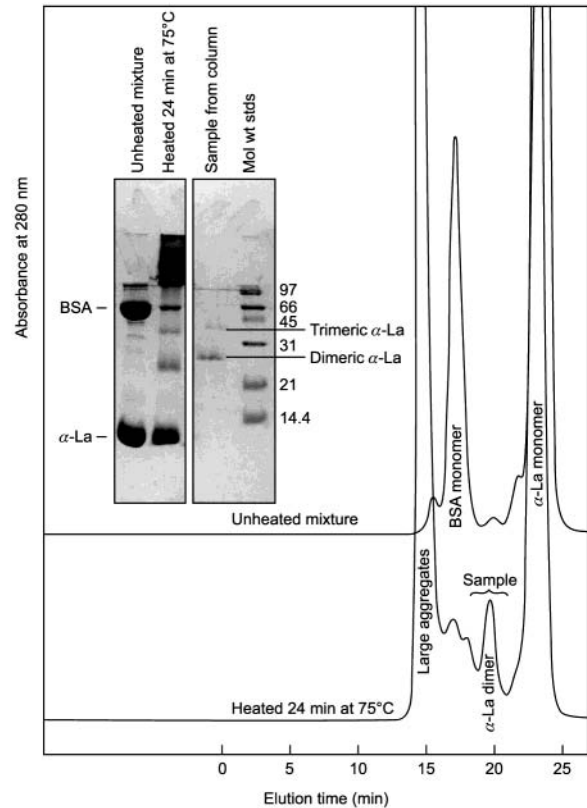 Absorbance at 280 nm
Unheated mixture
Heated 24 min at 75°C
Sample from column
Mol wt stds
BSA
α-La
97
66
45
31
21
14.4
Trimeric α-La
Dimeric α-La
BSA monomer
α-La monomer
Unheated mixture
Large aggregates
Sample
α-La dimer
Heated 24 min at 75°C
0 5 10 15 20 25
Elution time (min)